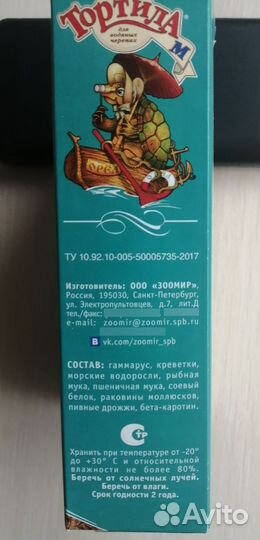 ТОРТИЛА
для
водяных
черепах
М
ТУ 10.92.10-005-50005735-2017
Изготовитель: ООО «ЗООМИР»,
Россия, 195030, Санкт-Петербург,
ул. Электропультовцев, д.7, лит.Д
тел./факс:
e-mail: zoomir@zoomir.spb.ru
B vk.com/zoomir_spb
СОСТАВ: гаммарус, креветки,
морские водоросли, рыбная
мука, пшеничная мука, соевый
белок, раковины моллюсков,
пивные дрожжи, бета-каротин.
Хранить при температуре от -20°
до +30° С и относительной
влажности не более 80%.
Беречь от солнечных лучей.
Беречь от влаги.
Срок годности 2 года.
Avito